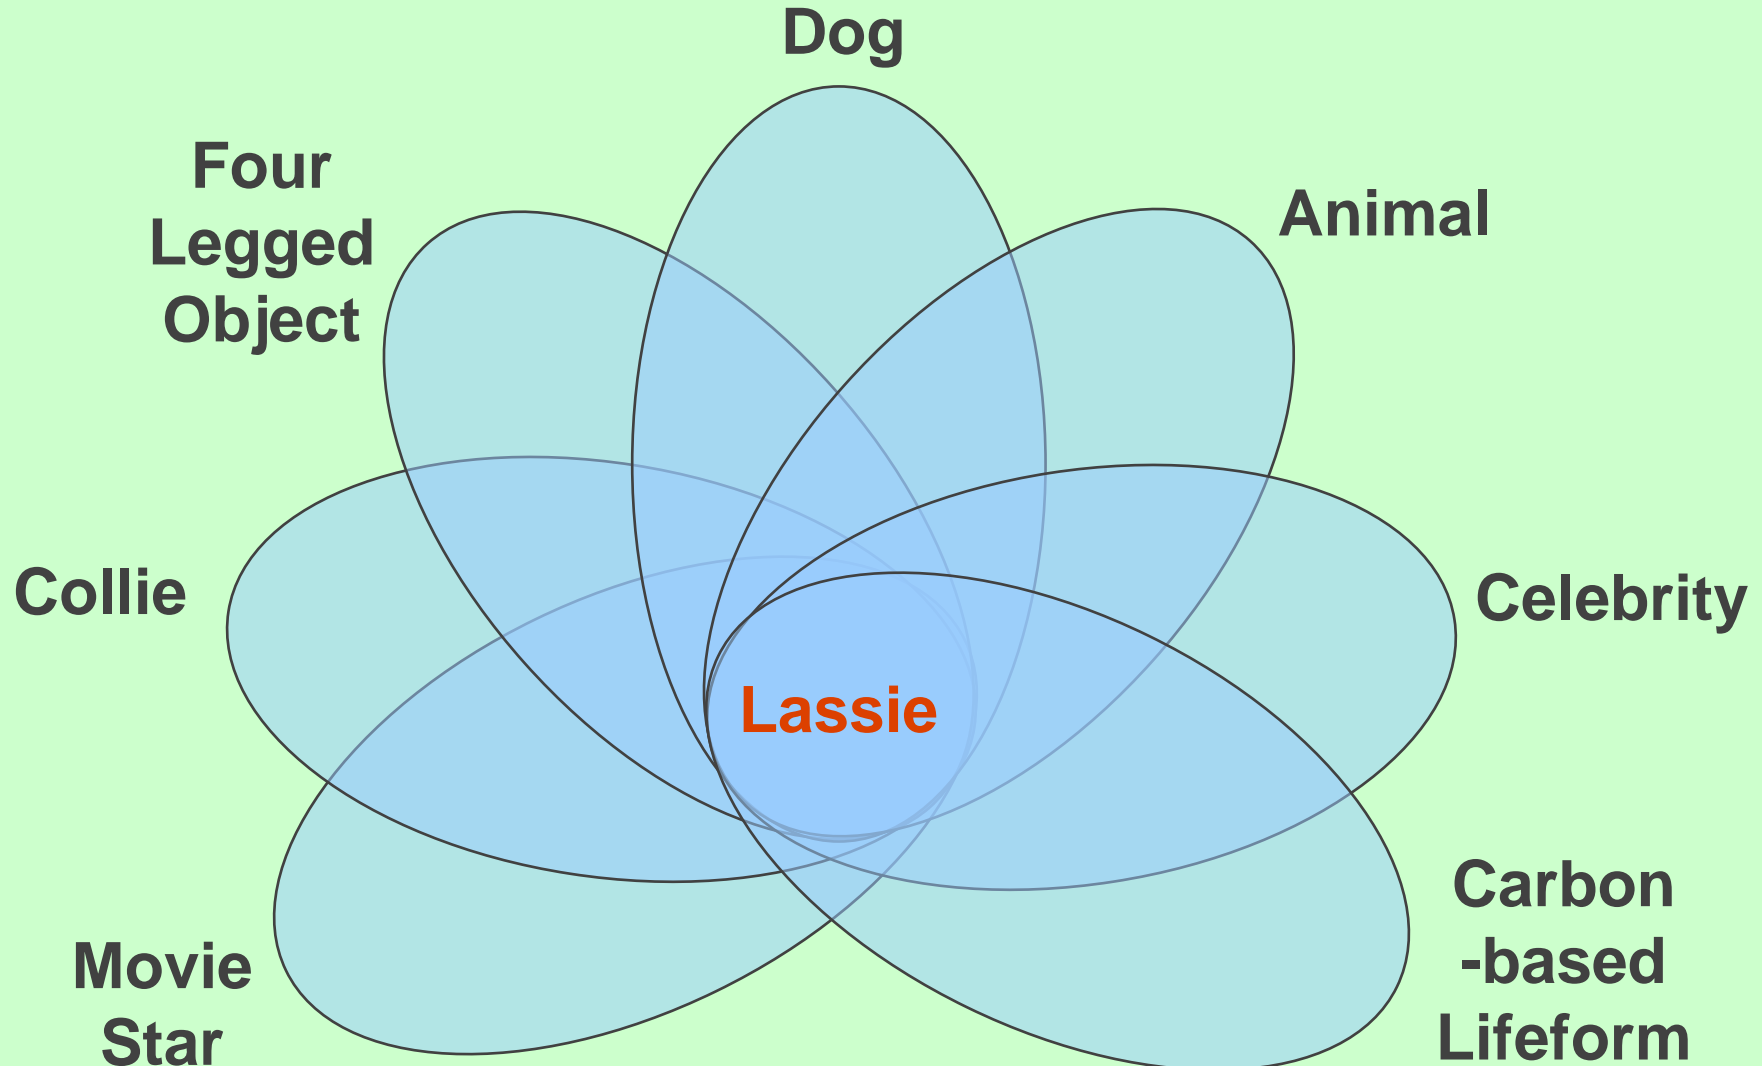 Dog
Four
Legged
Object
Animal
Collie
Celebrity
Lassie
Movie
Star
Carbon
-based
Lifeform